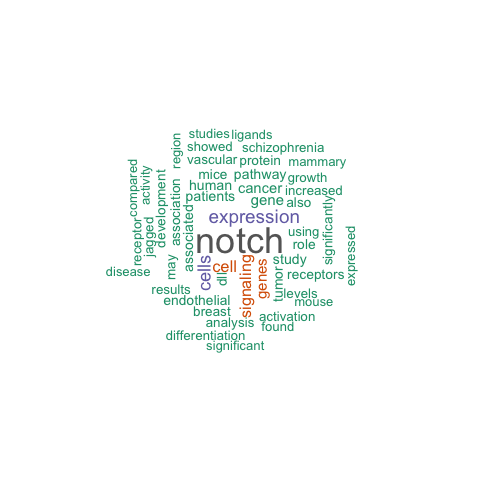 studies ligands
showed schizophrenia
region
vascular protein mammary
compared
activity
mice pathway growth
development
human cancer increased
association
patients gene also
significantly
expression
receptor
jagged
associated
notch using
role
expressed
may
cells
cell
signaling
genes
study
disease
dll
tumor
receptors
results
levels
endothelial mouse
breast activation
analysis found
differentiation
significant